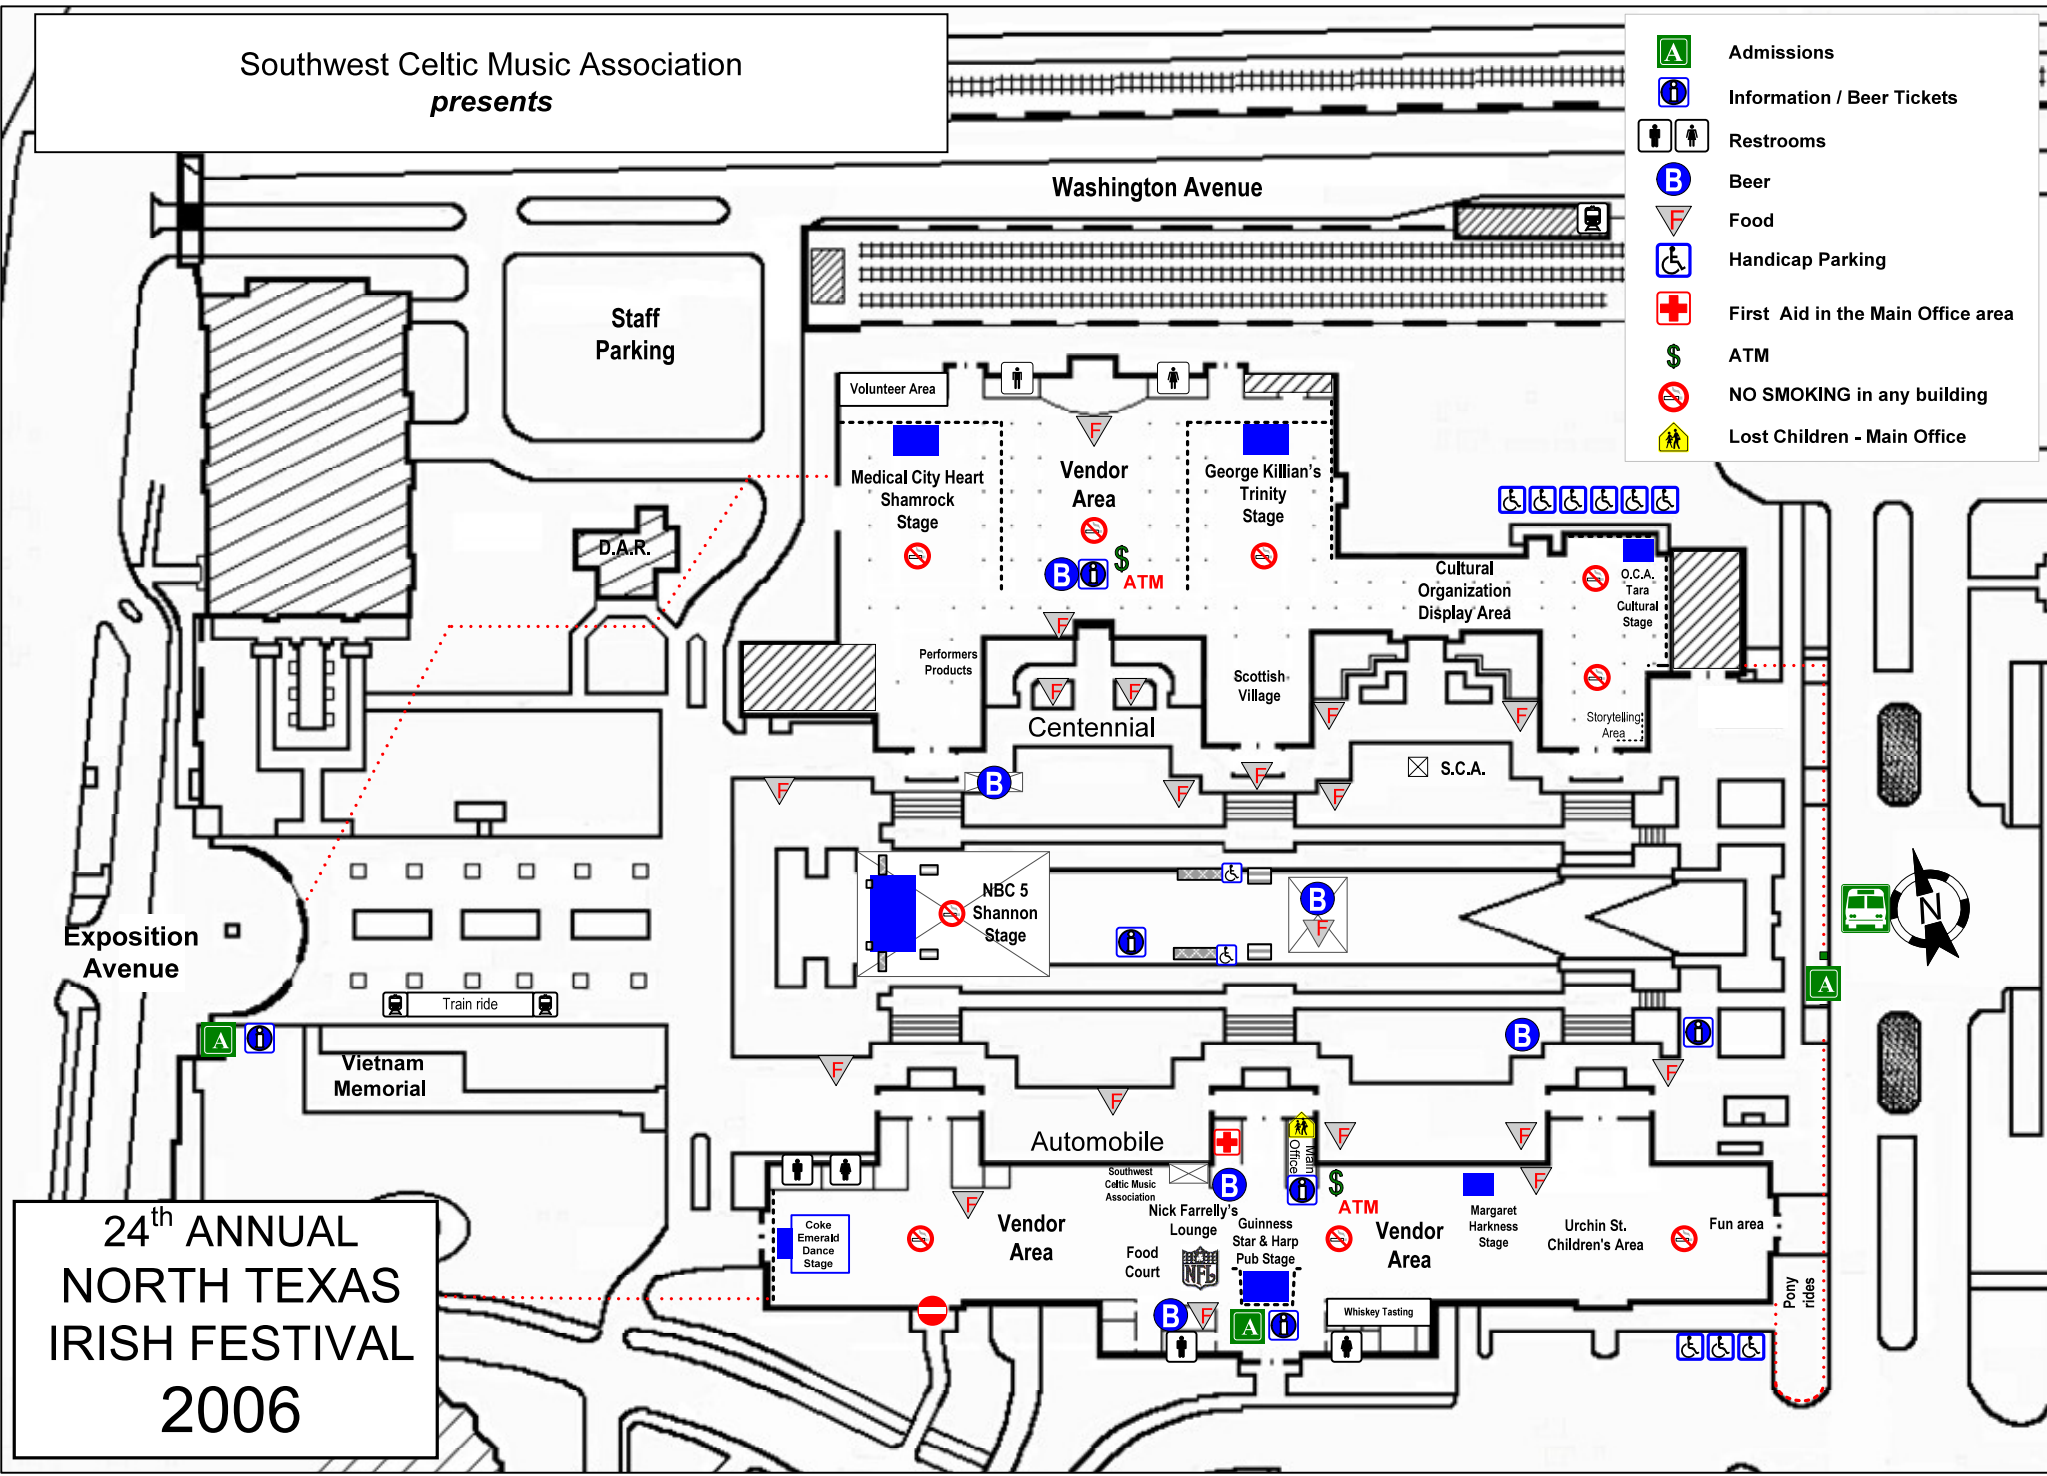 Southwest Celtic Music Association
presents
A Admissions
i Information / Beer Tickets
Restrooms
B Beer
F Food
Handicap Parking
First Aid in the Main Office area
$ ATM
NO SMOKING in any building
Lost Children - Main Office
Washington Avenue
Staff
Parking
Volunteer Area
F
Medical City Heart
Shamrock
Stage
Vendor
Area
George Killian's
Trinity
Stage
D.A.R.
B i $
ATM
Cultural
Organization
Display Area
O.C.A.
Tara
Cultural
Stage
F
Performers
Products
Scottish
Village
F F
F F
Storytelling
Area
Centennial
S.C.A.
F B F F F
NBC 5
Shannon
Stage
B
F
i
N
Exposition
Avenue
A
Train ride
A i
B i
Vietnam
Memorial
F F F
Automobile
F F
Main
Office
Southwest
Celtic Music
Association
B i $
ATM
F
F
Nick Farrelly's
Lounge
Vendor
Area
Guinness
Star & Harp
Pub Stage
Vendor
Area
Margaret
Harkness
Stage
Urchin St.
Children's Area
Fun area
Coke
Emerald
Dance
Stage
Food
Court
NFL
Pony
rides
Whiskey Tasting
B F A i
24th ANNUAL
NORTH TEXAS
IRISH FESTIVAL
2006